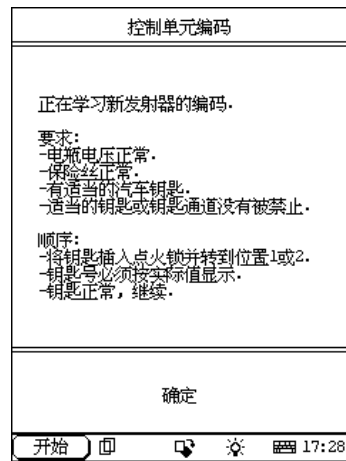 控制单元编码
正在学习新发射器的编码.
要求:
-电瓶电压正常.
-保险丝正常.
-有适当的汽车钥匙.
-适当的钥匙或钥匙通道没有被禁止.
顺序:
-将钥匙插入点火锁并转到位置1或2.
-钥匙号必须按实际值显示.
-钥匙正常, 继续.
确定
开始 17:28